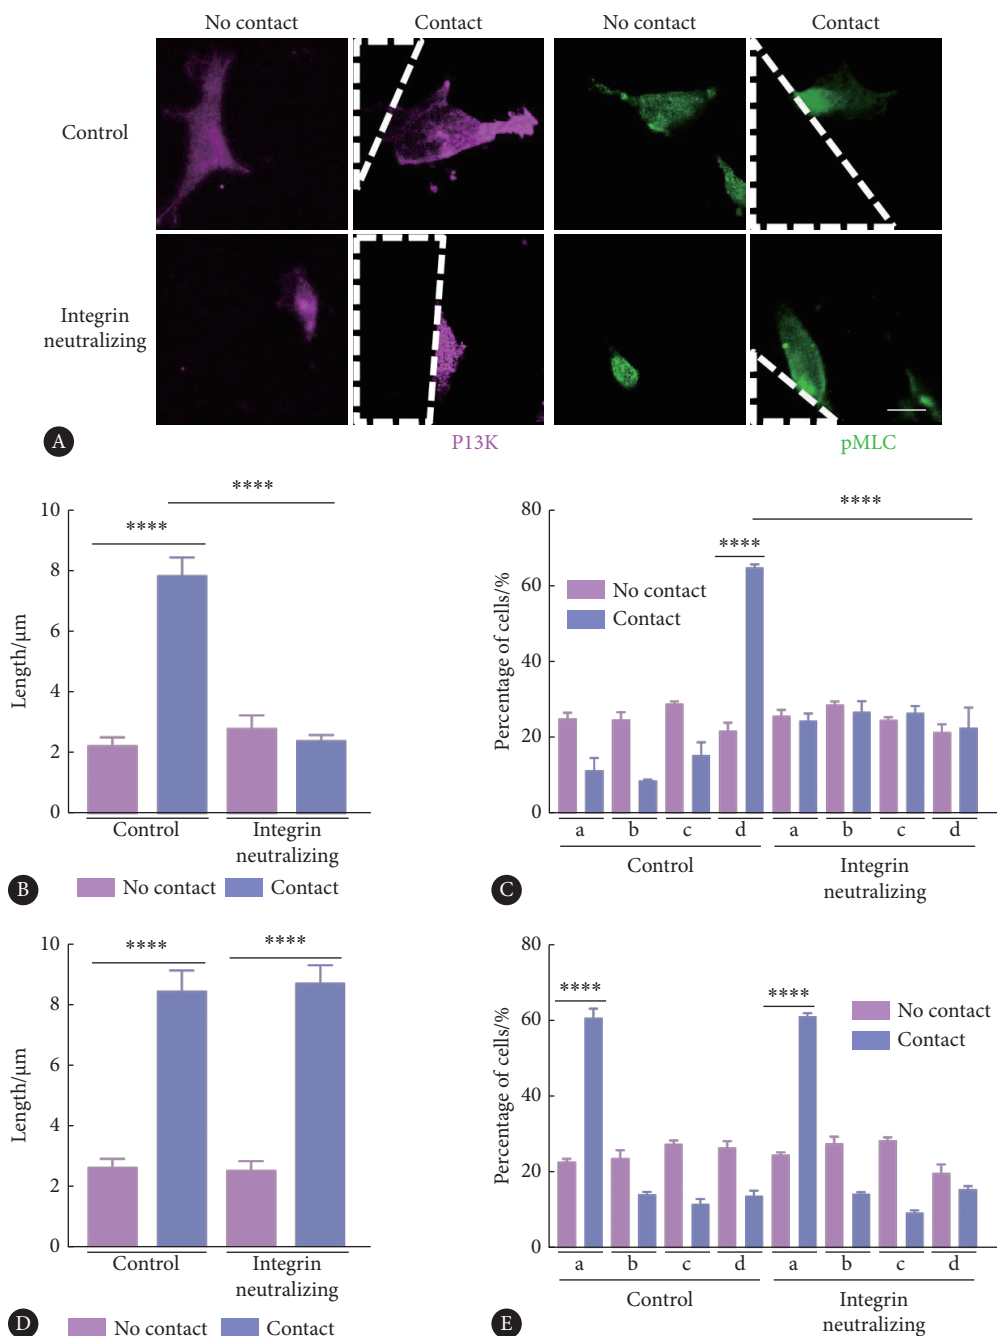 No contact Contact No contact Contact
Control
Integrin
neutralizing
A P13K pMLC
****
****
10
8
6
4
2
0
Length/µm
Control Integrin
neutralizing
B No contact Contact
80
60
40
20
0
Percentage of cells/%
****
****
No contact
Contact
a b c d a b c d
Control Integrin
neutralizing
C
10
8
6
4
2
0
Length/µm
**** ****
Control Integrin
neutralizing
D No contact Contact
80
60
40
20
0
Percentage of cells/%
**** ****
No contact
Contact
a b c d a b c d
Control Integrin
neutralizing
E